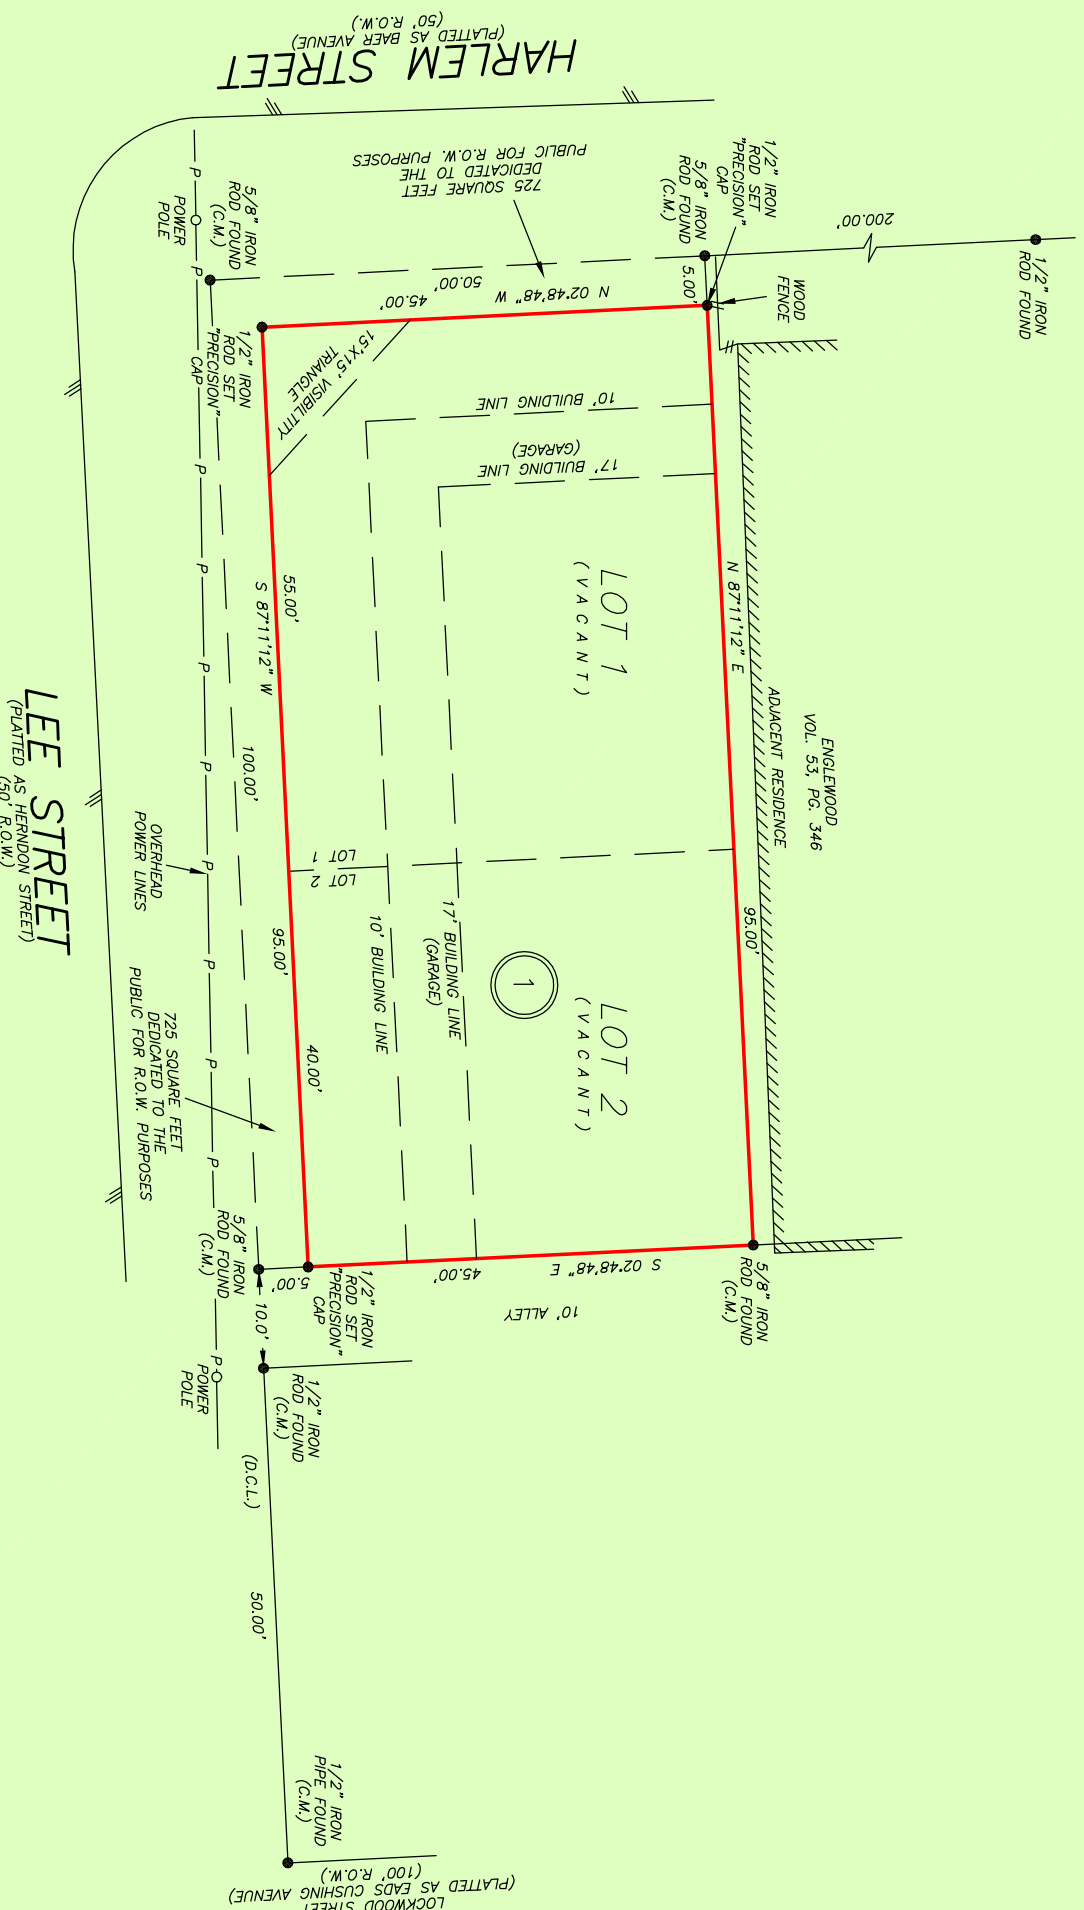 HARLEM STREET
(PLATTED AS BAER AVENUE)
(50' R.O.W.)
725 SQUARE FEET
DEDICATED TO THE
PUBLIC FOR R.O.W. PURPOSES
1/2" IRON
ROD SET
"PRECISION"
CAP
5/8" IRON
ROD FOUND
(C.M.)
200.00'
1/2" IRON
ROD FOUND
WOOD
FENCE
5.00'
5/8" IRON
ROD FOUND
(C.M.)
POWER
POLE
P
P
50.00'
N 02°48'48" W
45.00'
1/2" IRON
ROD SET
"PRECISION"
CAP
15'X15' VISIBILTIY
TRIANGLE
10' BUILDING LINE
17' BUILDING LINE
(GARAGE)
LOT 1
( V A C A N T )
N 87°11'12" E
95.00'
ADJACENT RESIDENCE
ENGLEWOOD
VOL. 53, PG. 346
55.00'
S 87°11'12" W
95.00'
40.00'
100.00'
P
P
P
P
P
P
P
P
LOT 1
LOT 2
10' BUILDING LINE
17' BUILDING LINE
(GARAGE)
1
LOT 2
( V A C A N T )
OVERHEAD
POWER LINES
LEE STREET
(PLATTED AS HERNDON STREET)
(50' R.O.W.)
725 SQUARE FEET
DEDICATED TO THE
PUBLIC FOR R.O.W. PURPOSES
5/8" IRON
ROD FOUND
(C.M.)
5.00'
1/2" IRON
ROD SET
"PRECISION"
CAP
S 02°48'48" E
45.00'
10' ALLEY
5/8" IRON
ROD FOUND
(C.M.)
10.0'
P
POWER
POLE
1/2" IRON
ROD FOUND
(C.M.)
(D.C.L.)
50.00'
1/2" IRON
PIPE FOUND
(C.M.)
LOCKWOOD STREET
(PLATTED AS EADS CUSHING AVENUE)
(100' R.O.W.)